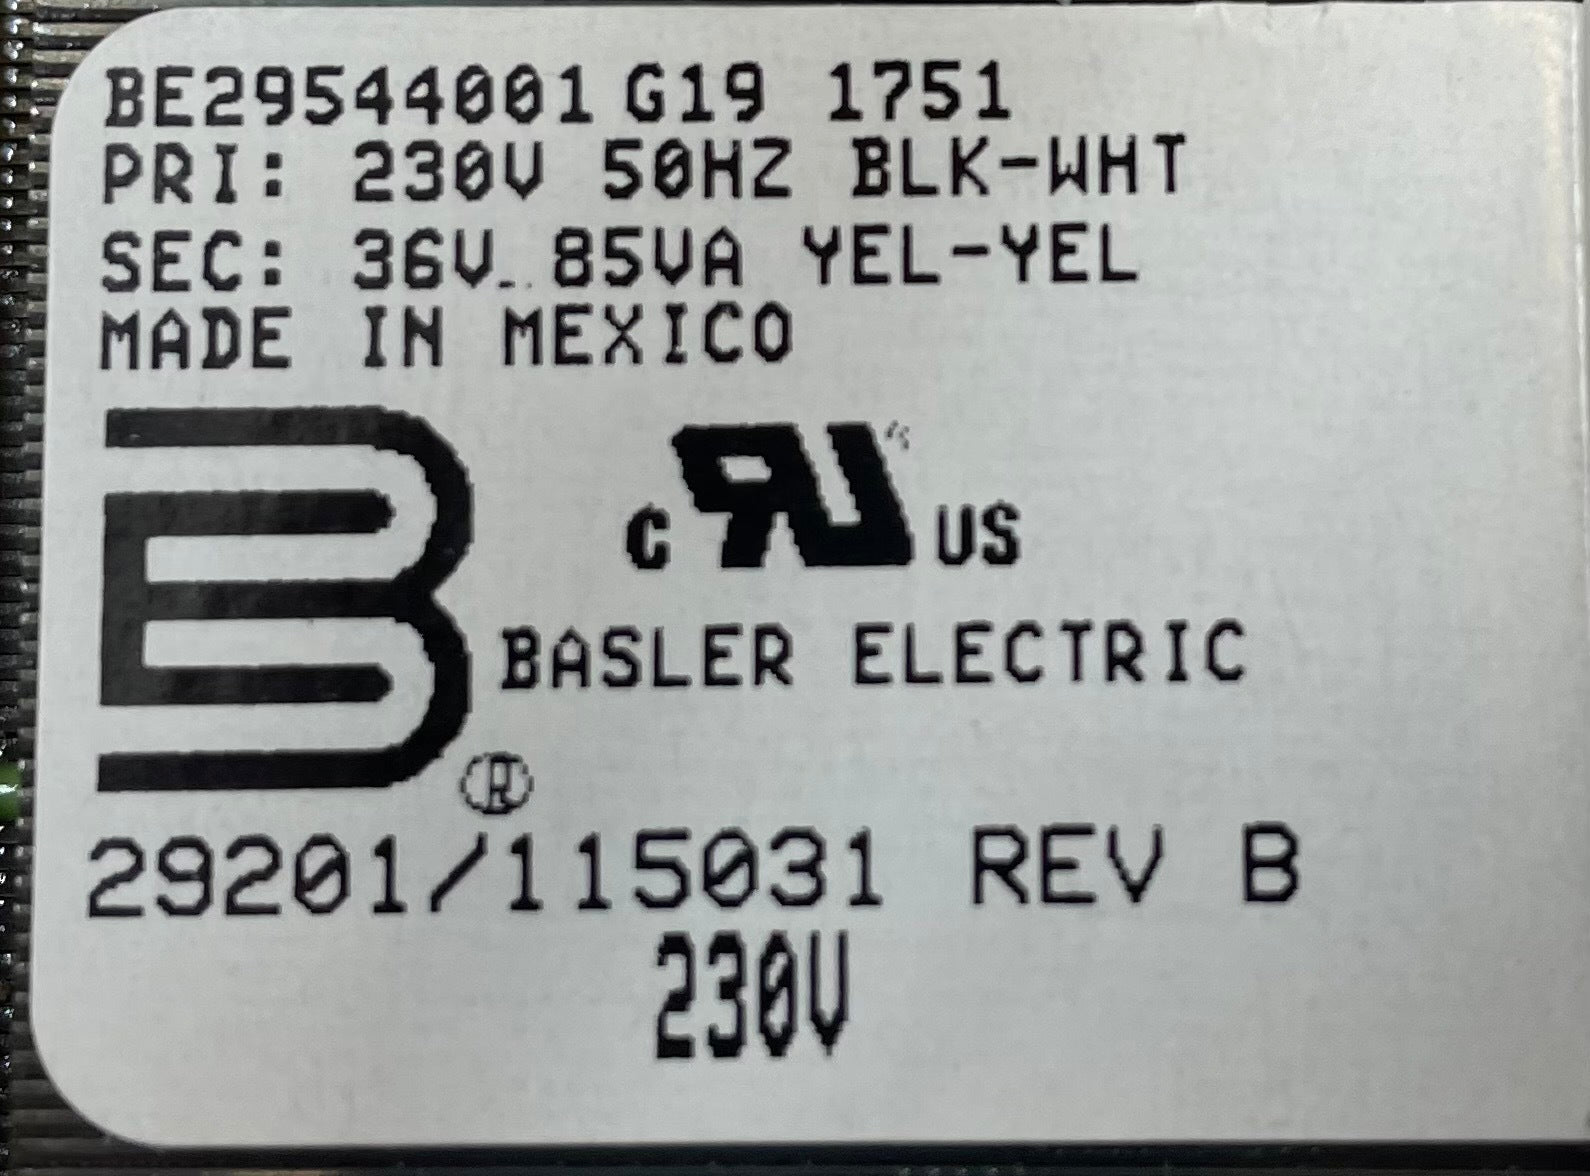 BE29544001 G19 1751
PRI: 230V 50HZ BLK-WHT
SEC: 36V 85VA YEL-YEL
MADE IN MEXICO
B
c RU US
BASLER ELECTRIC
®
29201/115031 REV B
230V